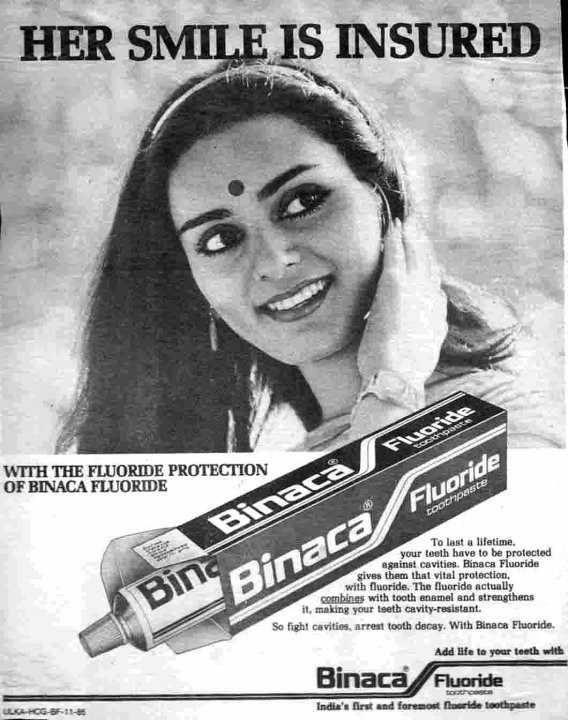 HER SMILE IS INSURED
WITH THE FLUORIDE PROTECTION
OF BINACA FLUORIDE
Binaca® Fluoride
toothpaste
Binaca® Fluoride
toothpaste
Bina
To last a lifetime,
your teeth have to be protected
against cavities. Binaca Fluoride
gives them that vital protection,
with fluoride. The fluoride actually
combines with tooth enamel and strengthens
it, making your teeth cavity-resistant.
So fight cavities, arrest tooth decay. With Binaca Fluoride.
Add life to your teeth with
Binaca® Fluoride
toothpaste
India's first and foremost fluoride toothpaste
ULKA-HCG-BF-11-85